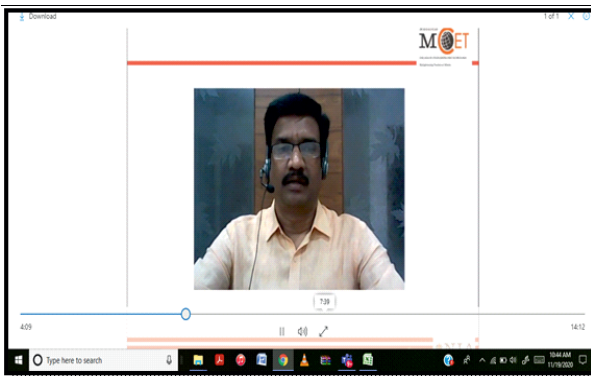 Download
1 of 1
MCET
7:39
4:09
14:12
Type here to search
10:44 AM
11/19/2020